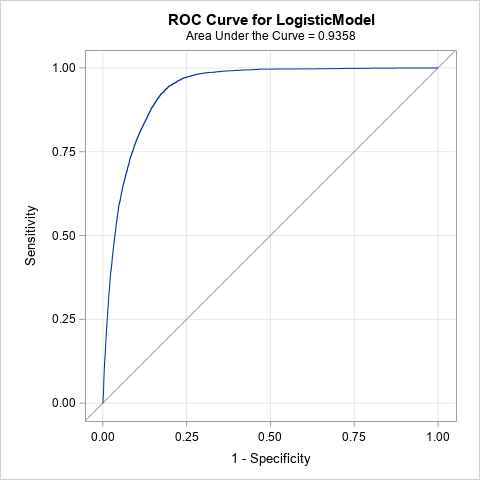 ROC Curve for LogisticModel
Area Under the Curve = 0.9358
1.00
0.75
0.50
0.25
0.00
Sensitivity
0.00 0.25 0.50 0.75 1.00
1 - Specificity